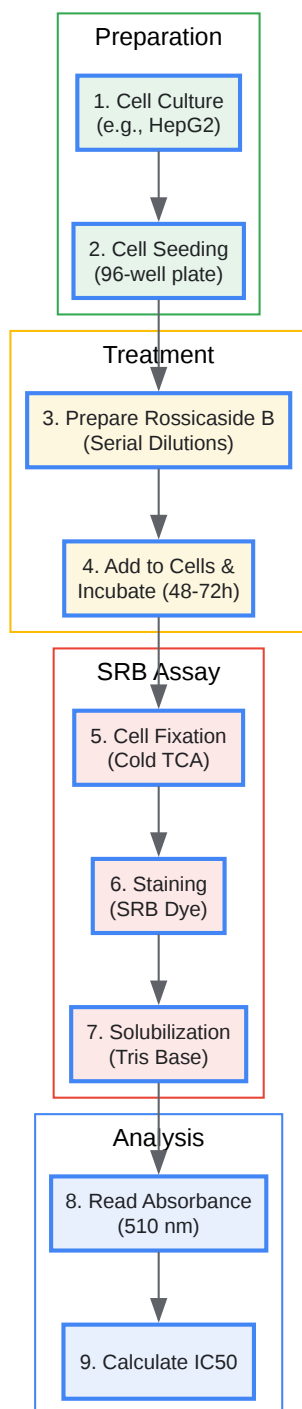 Preparation
1. Cell Culture
(e.g., HepG2)
2. Cell Seeding
(96-well plate)
Treatment
3. Prepare Rossicaside B
(Serial Dilutions)
4. Add to Cells &
Incubate (48-72h)
SRB Assay
5. Cell Fixation
(Cold TCA)
6. Staining
(SRB Dye)
7. Solubilization
(Tris Base)
Analysis
8. Read Absorbance
(510 nm)
9. Calculate IC50